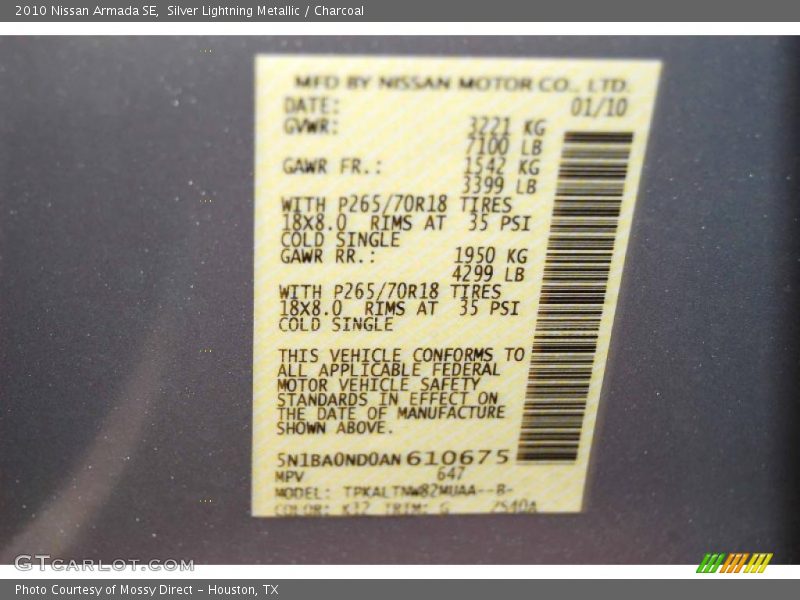 2010 Nissan Armada SE,  Silver Lightning Metallic / Charcoal
MFD BY NISSAN MOTOR CO., LTD.
DATE: 01/10
GVWR: 3221 KG
7100 LB
GAWR FR.: 1542 KG
3399 LB
WITH P265/70R18 TIRES
18X8.0 RIMS AT 35 PSI
COLD SINGLE
GAWR RR.: 1950 KG
4299 LB
WITH P265/70R18 TIRES
18X8.0 RIMS AT 35 PSI
COLD SINGLE
THIS VEHICLE CONFORMS TO
ALL APPLICABLE FEDERAL
MOTOR VEHICLE SAFETY
STANDARDS IN EFFECT ON
THE DATE OF MANUFACTURE
SHOWN ABOVE.
5N1BA0ND0AN610675
MPV 647
MODEL: TPKALTNW82MUAA--B-
COLOR: K12 TRIM: G
GTCARLOT.COM
Photo Courtesy of Mossy Direct – Houston, TX